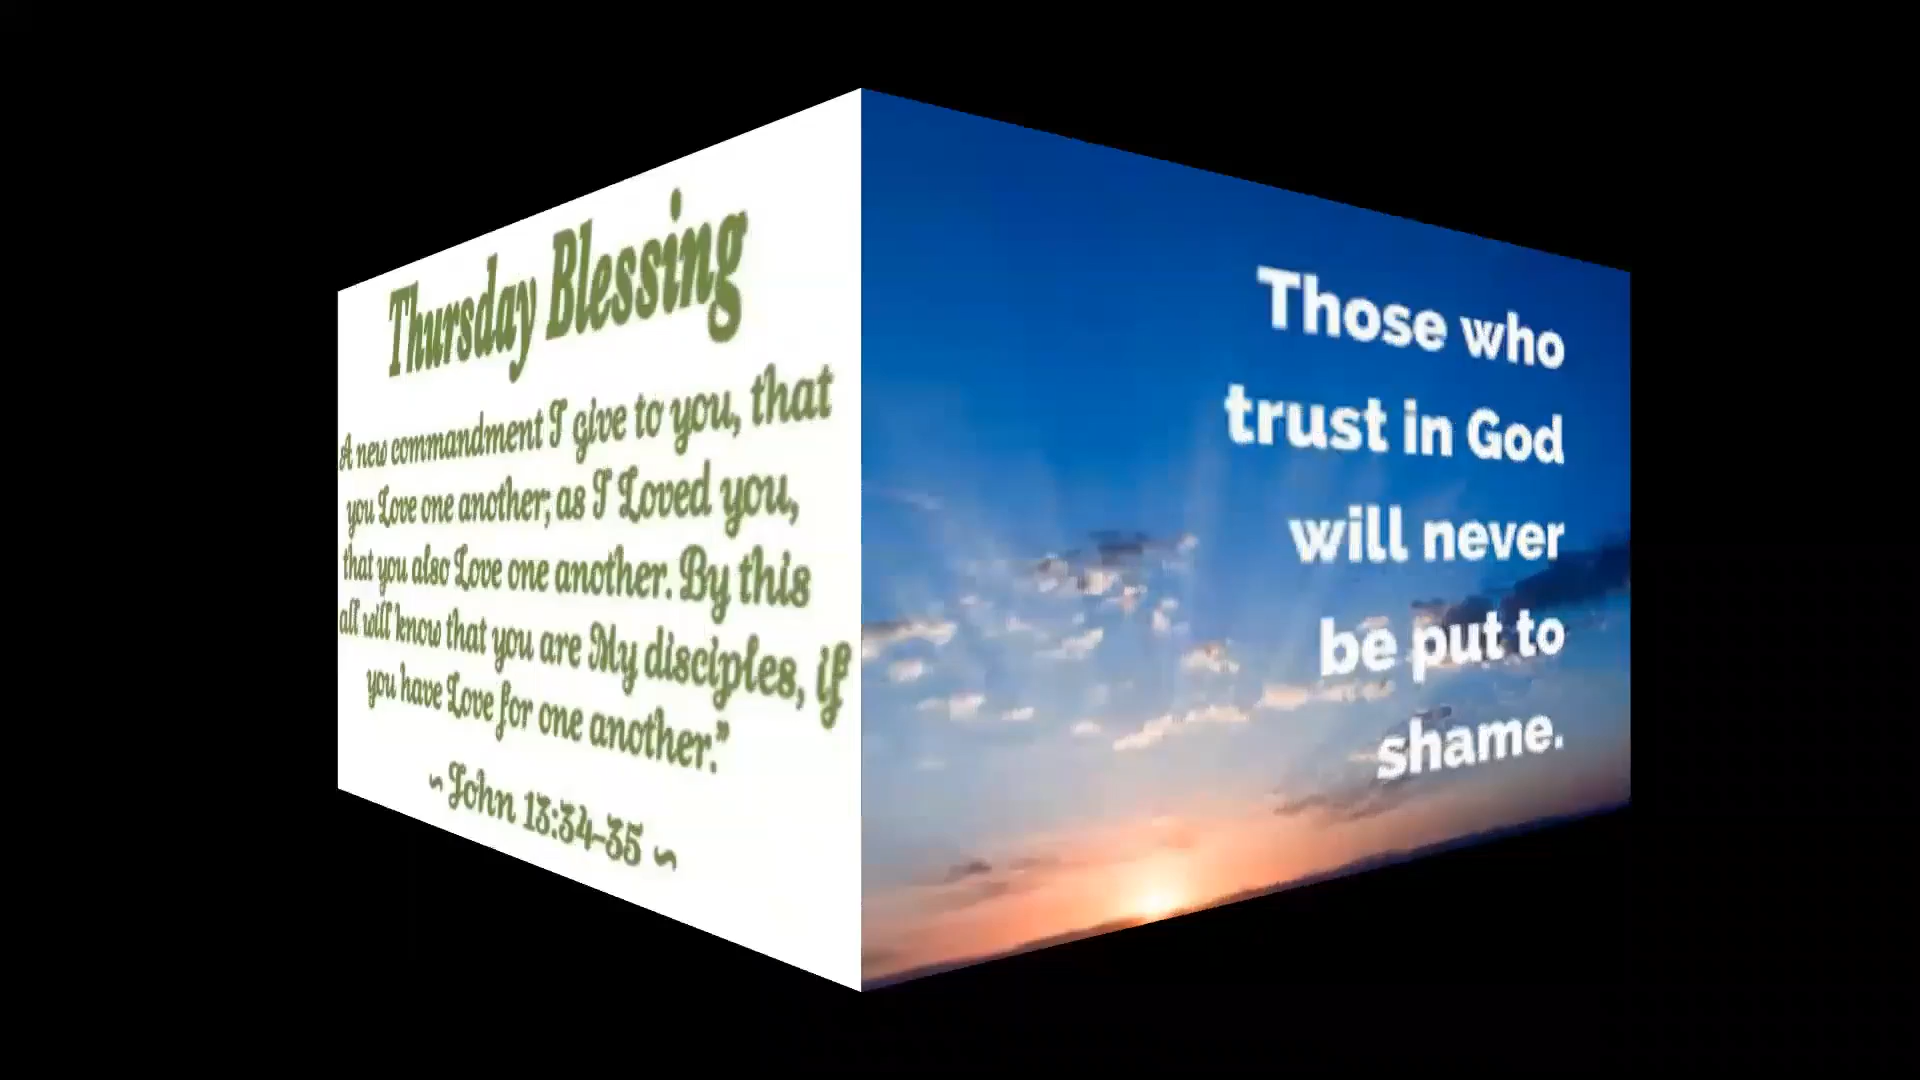 Thursday Blessing
A new commandment I give to you, that
you Love one another; as I Loved you,
that you also Love one another. By this
all will know that you are My disciples, if
you have Love for one another."
~ John 13:34-35 ~
Those who
trust in God
will never
be put to
shame.